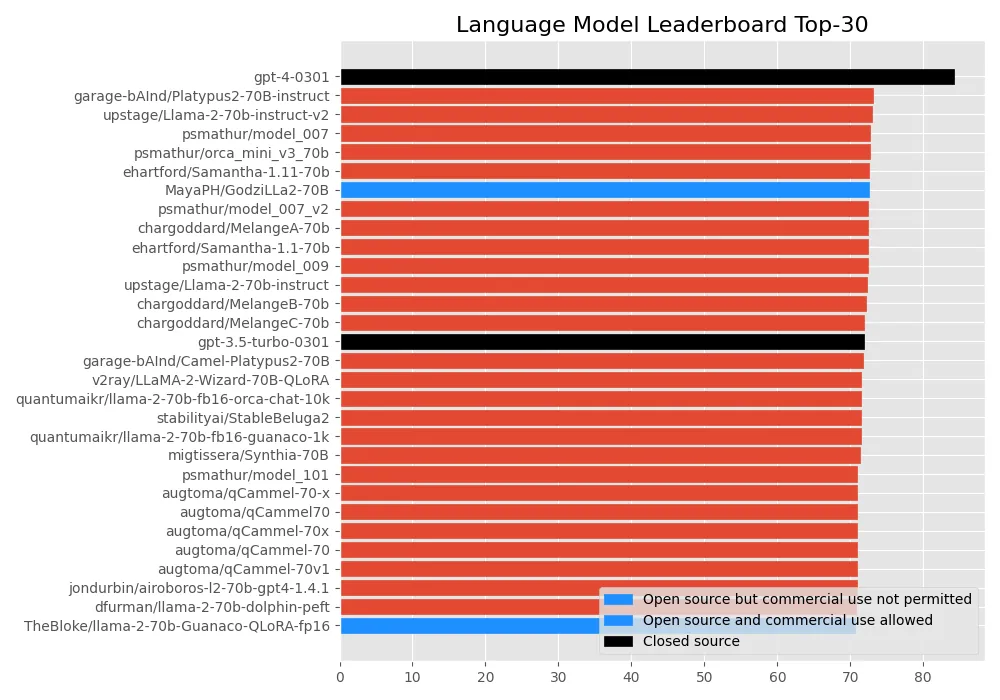 Language Model Leaderboard Top-30
gpt-4-0301
garage-bAInd/Platypus2-70B-instruct
upstage/Llama-2-70b-instruct-v2
psmathur/model_007
psmathur/orca_mini_v3_70b
ehartford/Samantha-1.11-70b
MayaPH/GodziLLa2-70B
psmathur/model_007_v2
chargoddard/MelangeA-70b
ehartford/Samantha-1.1-70b
psmathur/model_009
upstage/Llama-2-70b-instruct
chargoddard/MelangeB-70b
chargoddard/MelangeC-70b
gpt-3.5-turbo-0301
garage-bAInd/Camel-Platypus2-70B
v2ray/LLaMA-2-Wizard-70B-QLoRA
quantumaikr/llama-2-70b-fb16-orca-chat-10k
stabilityai/StableBeluga2
quantumaikr/llama-2-70b-fb16-guanaco-1k
migtissera/Synthia-70B
psmathur/model_101
augtoma/qCammel-70-x
augtoma/qCammel70
augtoma/qCammel-70x
augtoma/qCammel-70
augtoma/qCammel-70v1
jondurbin/airoboros-l2-70b-gpt4-1.4.1
dfurman/llama-2-70b-dolphin-peft
TheBloke/llama-2-70b-Guanaco-QLoRA-fp16
Open source but commercial use not permitted
Open source and commercial use allowed
Closed source
0 10 20 30 40 50 60 70 80